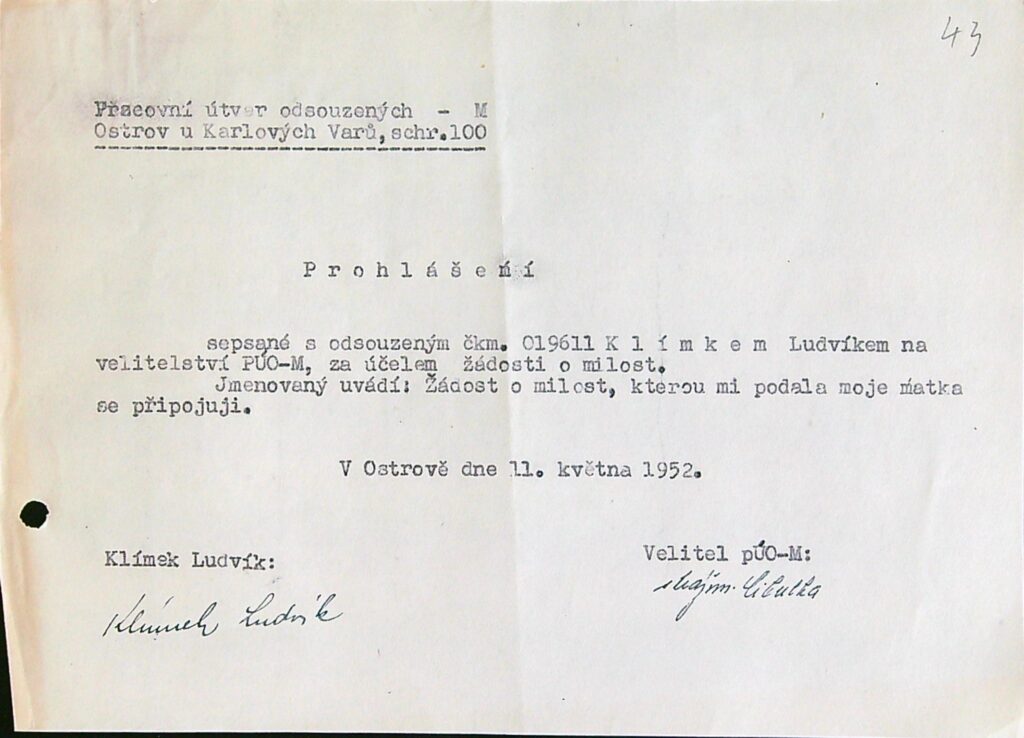 43
Přacovní útvar odsouzených - M
Ostrov u Karlových Varů,schr.100
P r o h l á š e n í
sepsané s odsouzeným čkm. 019611 K l í m k e m Ludvíkem na
velitelství PÚO-M, za účelem žádosti o milost.
Jmenovaný uvádí: Žádost o milost, kterou mi podala moje matka
se připojuji.
V Ostrově dne 11. května 1952.
Klímek Ludvík:
Velitel pÚO-M:
Klímek Ludvík
Cibulka